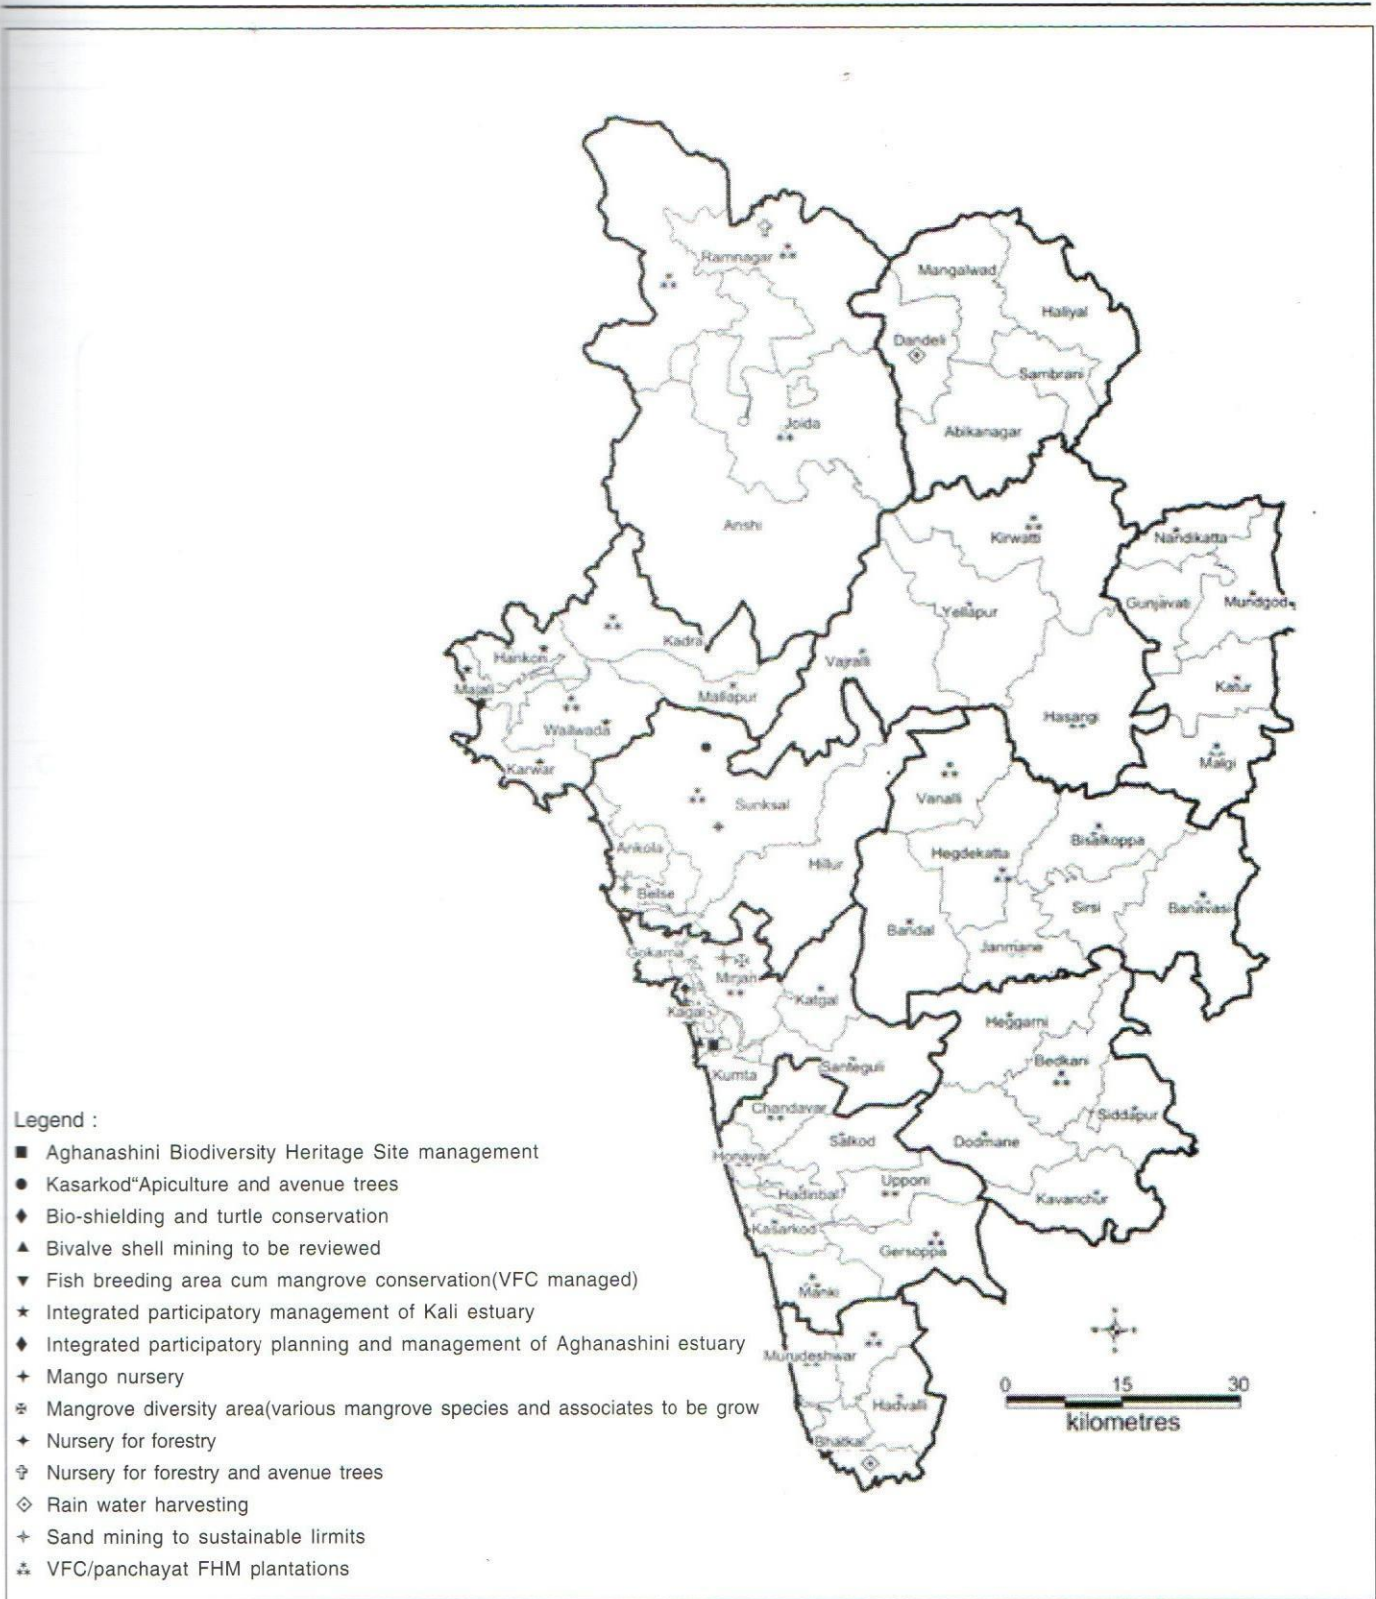 Ramnagar
Mangalwad
Haliyal
Dandeli
Sambrani
Joida
Abikanagar
Anshi
Kirwatti
Nandikatta
Gunjavati
Mundgod
Yellapur
Kadra
Hankon
Vajralli
Majali
Mallapur
Katur
Hasangi
Wailwada
Malgi
Karwar
Vanalli
Sunksal
Bisalkoppa
Ankola
Hegdekatta
Hillur
Belse
Sirsi
Banavasi
Bandal
Janmane
Gokarna
Mirjan
Katgal
Kagal
Heggarni
Bedkani
Kumta
Santeguli
Chandavar
Siddapur
Salkod
Dodmane
Honavar
Hadinbal
Upponi
Kavanchur
Kasarkod
Gersoppa
Manki
Murudeshwar
Hadvalli
Bhatkal
0 15 30
kilometres
Legend :
Aghanashini Biodiversity Heritage Site management
Kasarkod“Apiculture and avenue trees
Bio-shielding and turtle conservation
Bivalve shell mining to be reviewed
Fish breeding area cum mangrove conservation(VFC managed)
Integrated participatory management of Kali estuary
Integrated participatory planning and management of Aghanashini estuary
Mango nursery
Mangrove diversity area(various mangrove species and associates to be grow
Nursery for forestry
Nursery for forestry and avenue trees
Rain water harvesting
Sand mining to sustainable lirmits
VFC/panchayat FHM plantations